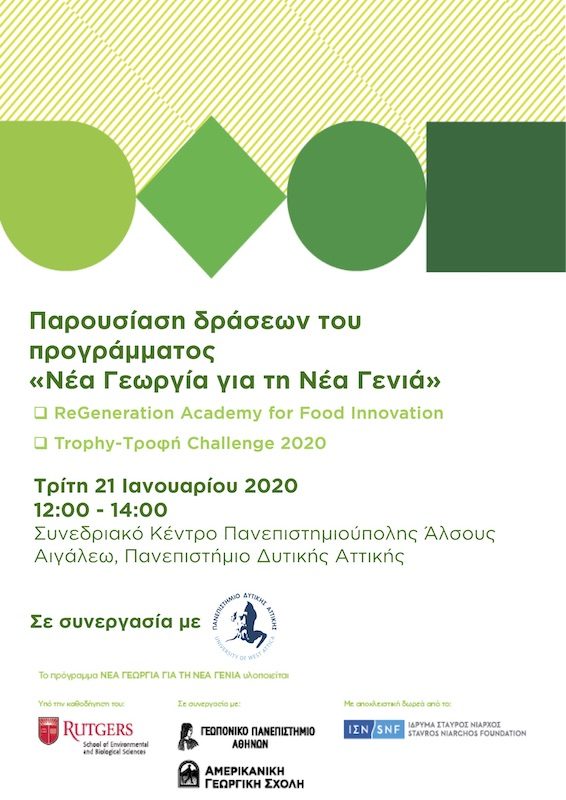 Παρουσίαση δράσεων του
προγράμματος
«Νέα Γεωργία για τη Νέα Γενιά»
❑ ReGeneration Academy for Food Innovation
❑ Trophy-Τροφή Challenge 2020
Τρίτη 21 Ιανουαρίου 2020
12:00 - 14:00
Συνεδριακό Κέντρο Πανεπιστημιούπολης Άλσους
Αιγάλεω, Πανεπιστήμιο Δυτικής Αττικής
Σε συνεργασία με
ΠΑΝΕΠΙΣΤΗΜΙΟ ΔΥΤΙΚΗΣ ΑΤΤΙΚΗΣ
UNIVERSITY OF WEST ATTICA
Το πρόγραμμα ΝΕΑ ΓΕΩΡΓΙΑ ΓΙΑ ΤΗ ΝΕΑ ΓΕΝΙΑ υλοποιείται
Υπό την καθοδήγηση του:
RUTGERS
School of Environmental
and Biological Sciences
Σε συνεργασία με:
ΓΕΩΠΟΝΙΚΟ ΠΑΝΕΠΙΣΤΗΜΙΟ
ΑΘΗΝΩΝ
ΑΜΕΡΙΚΑΝΙΚΗ
ΓΕΩΡΓΙΚΗ ΣΧΟΛΗ
Με αποκλειστική δωρεά από το:
ΙΣΝ/SNF
ΙΔΡΥΜΑ ΣΤΑΥΡΟΣ ΝΙΑΡΧΟΣ
STAVROS NIARCHOS FOUNDATION